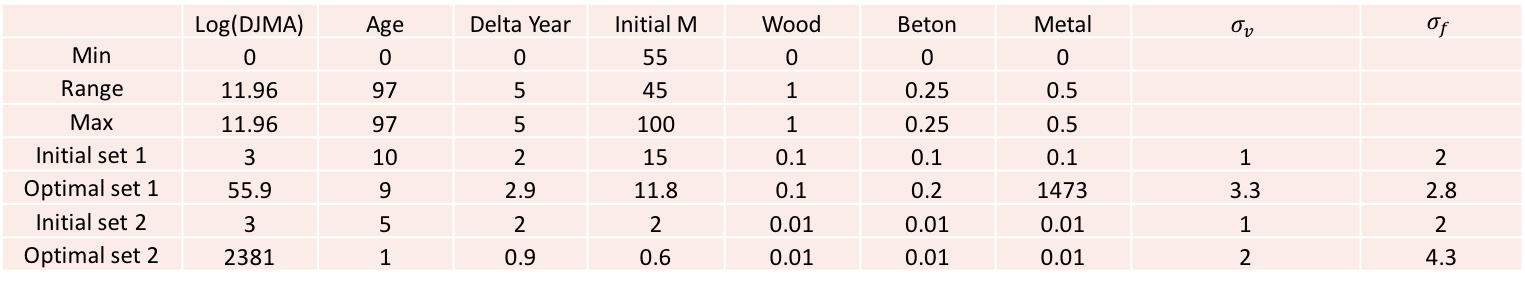 Log(DJMA) Age Delta Year Initial M Wood Beton Metal σᵥ σ_f
Min 0 0 0 55 0 0 0
Range 11.96 97 5 45 1 0.25 0.5
Max 11.96 97 5 100 1 0.25 0.5
Initial set 1 3 10 2 15 0.1 0.1 0.1 1 2
Optimal set 1 55.9 9 2.9 11.8 0.1 0.2 1473 3.3 2.8
Initial set 2 3 5 2 2 0.01 0.01 0.01 1 2
Optimal set 2 2381 1 0.9 0.6 0.01 0.01 0.01 2 4.3